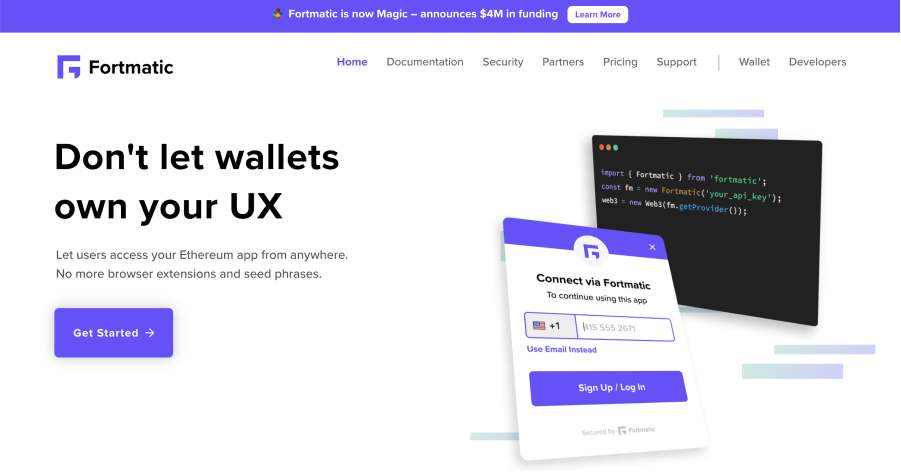 Fortmatic is now Magic – announces $4M in funding
Learn More
Fortmatic
Home
Documentation
Security
Partners
Pricing
Support
Wallet
Developers
Don't let wallets
own your UX
Let users access your Ethereum app from anywhere.
No more browser extensions and seed phrases.
Get Started →
import { Fortmatic } from 'fortmatic';
const fm = new Fortmatic('your_api_key');
web3 = new Web3(fm.getProvider());
Connect via Fortmatic
To continue using this app
+1
415 555 2671
Use Email Instead
Sign Up / Log In
Secured by Fortmatic